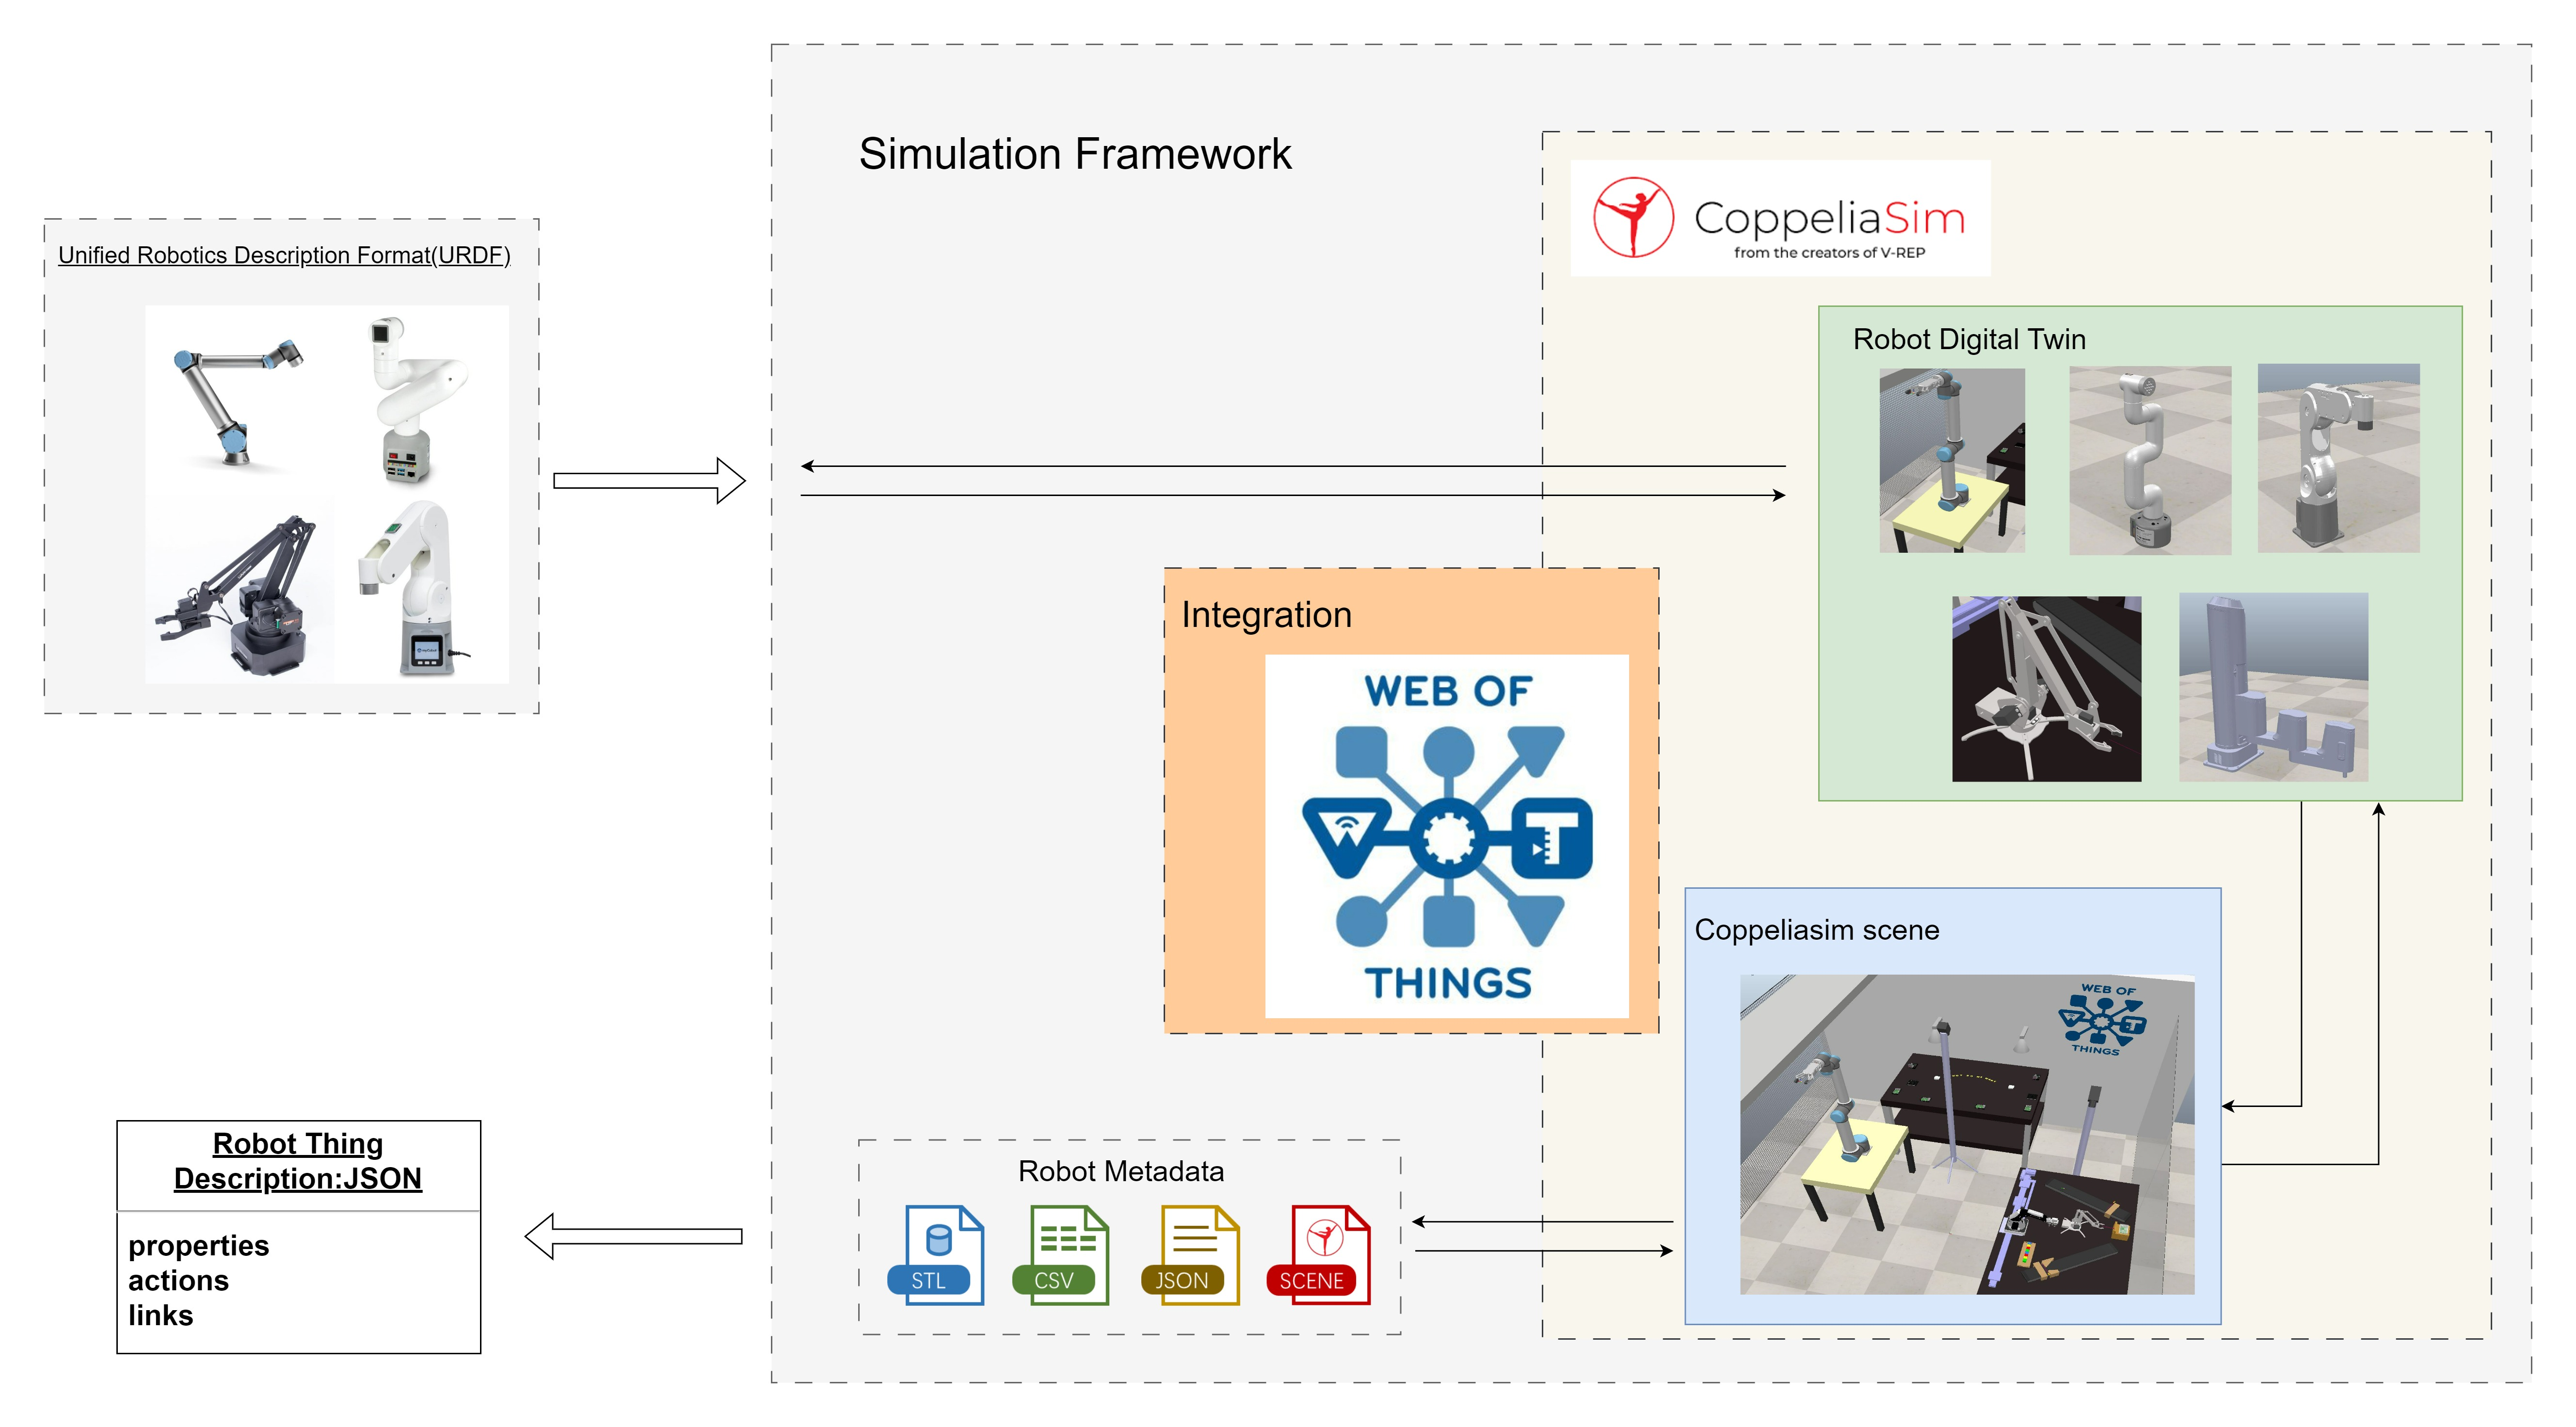 Simulation Framework
CoppeliaSim
from the creators of V-REP
Unified Robotics Description Format(URDF)
Robot Digital Twin
Integration
WEB OF
W T
THINGS
Coppeliasim scene
WEB OF
T
THINGS
Robot Thing
Description:JSON
properties
actions
links
Robot Metadata
STL
CSV
JSON
SCENE